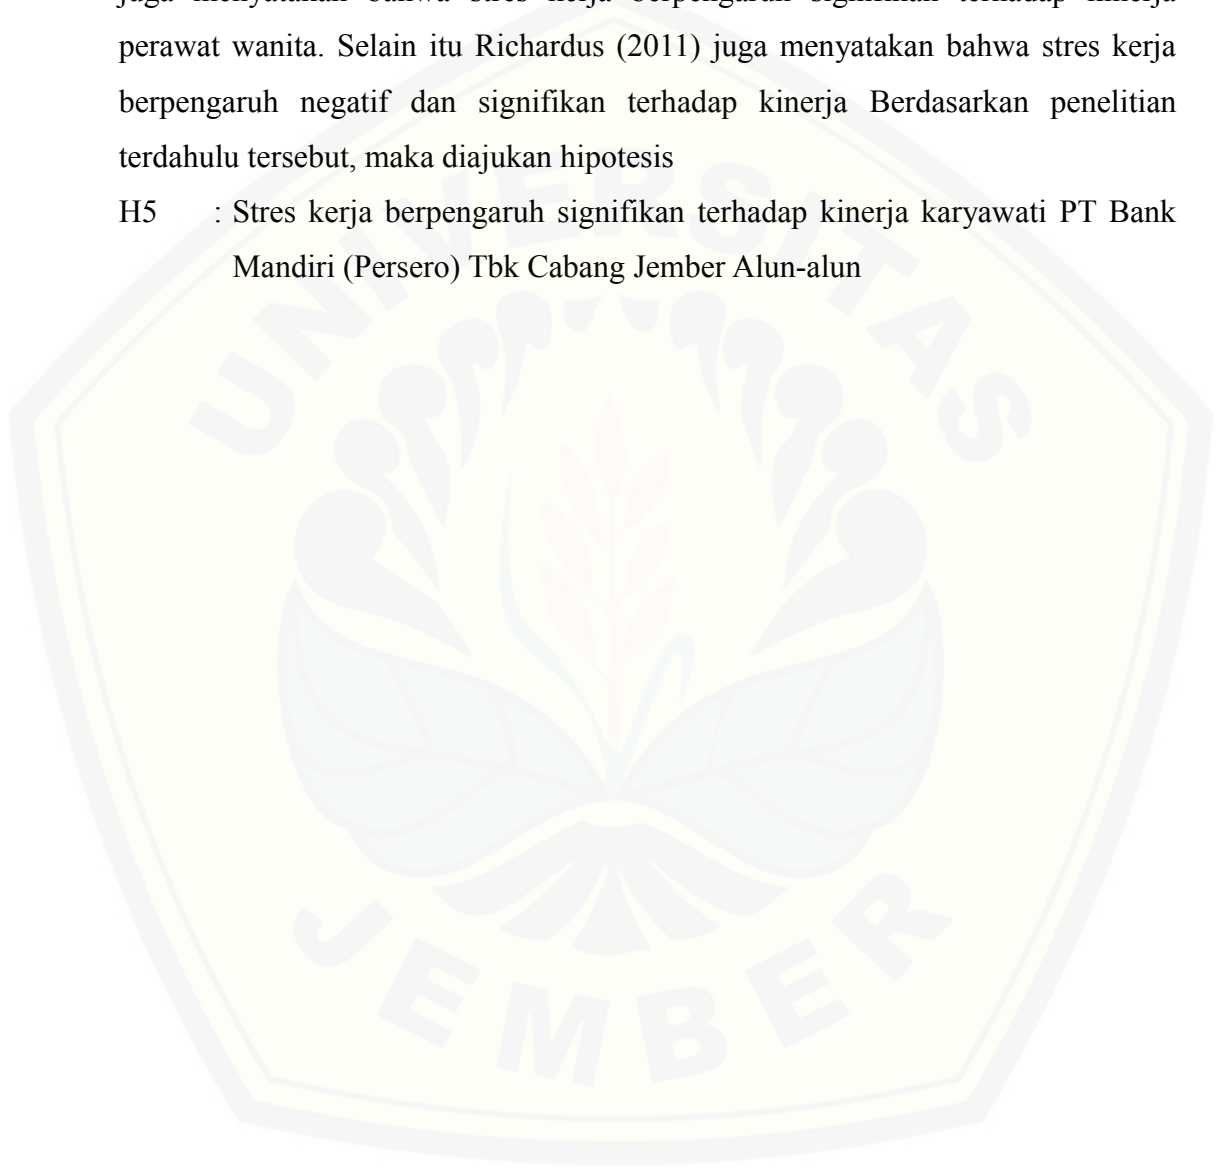 juga menyatakan bahwa stres kerja berpengaruh signifikan terhadap kinerja
perawat wanita. Selain itu Richardus (2011) juga menyatakan bahwa stres kerja
berpengaruh negatif dan signifikan terhadap kinerja Berdasarkan penelitian
terdahulu tersebut, maka diajukan hipotesis
H5 : Stres kerja berpengaruh signifikan terhadap kinerja karyawati PT Bank
Mandiri (Persero) Tbk Cabang Jember Alun-alun
UNIVERSITAS
JEMBER